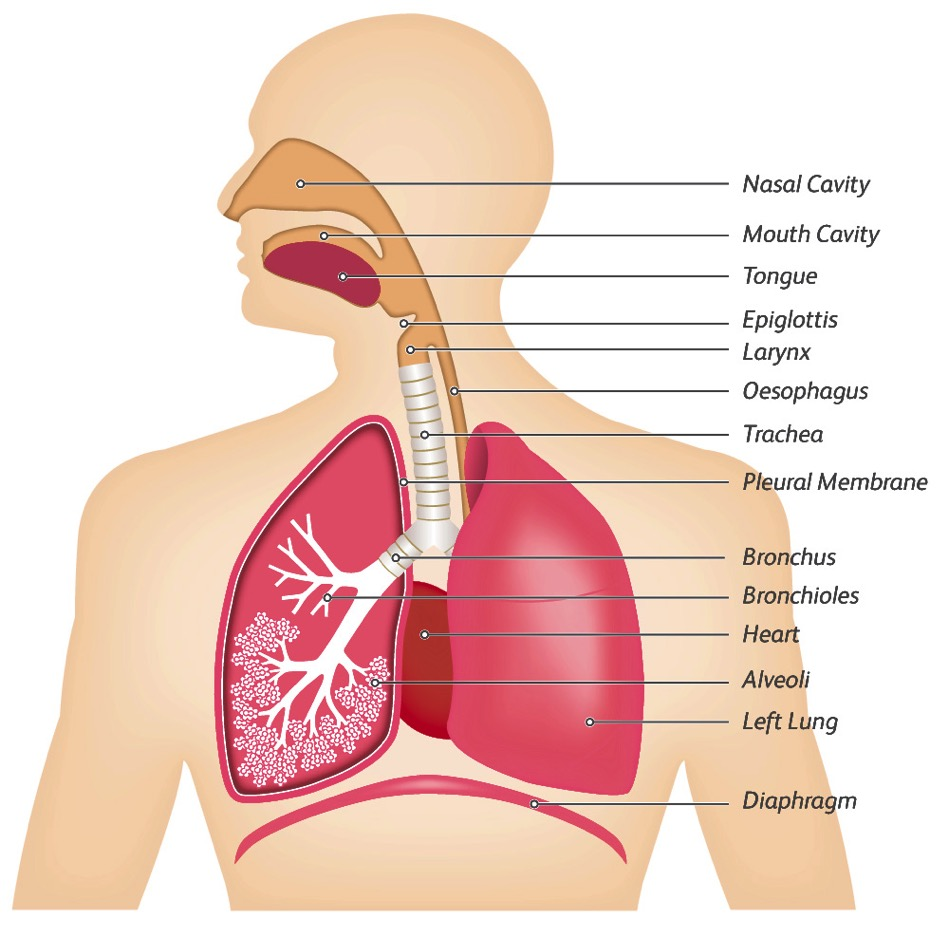 Nasal Cavity
Mouth Cavity
Tongue
Epiglottis
Larynx
Oesophagus
Trachea
Pleural Membrane
Bronchus
Bronchioles
Heart
Alveoli
Left Lung
Diaphragm